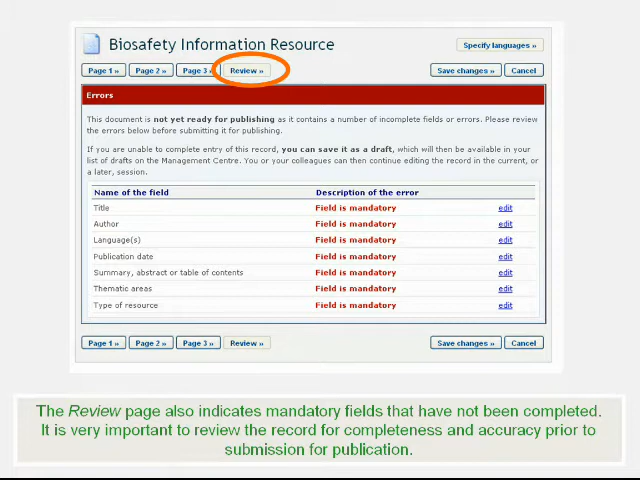 Biosafety Information Resource
Specify languages »
Page 1 » Page 2 » Page 3 » Review » Save changes » Cancel
Errors
This document is not yet ready for publishing as it contains a number of incomplete fields or errors. Please review
the errors below before submitting it for publishing.
If you are unable to complete entry of this record, you can save it as a draft, which will then be available in your
list of drafts on the Management Centre. You or your colleagues can then continue editing the record in the current, or
a later, session.
Name of the field Description of the error
Title Field is mandatory edit
Author Field is mandatory edit
Language(s) Field is mandatory edit
Publication date Field is mandatory edit
Summary, abstract or table of contents Field is mandatory edit
Thematic areas Field is mandatory edit
Type of resource Field is mandatory edit
Page 1 » Page 2 » Page 3 » Review » Save changes » Cancel
The Review page also indicates mandatory fields that have not been completed.
It is very important to review the record for completeness and accuracy prior to
submission for publication.